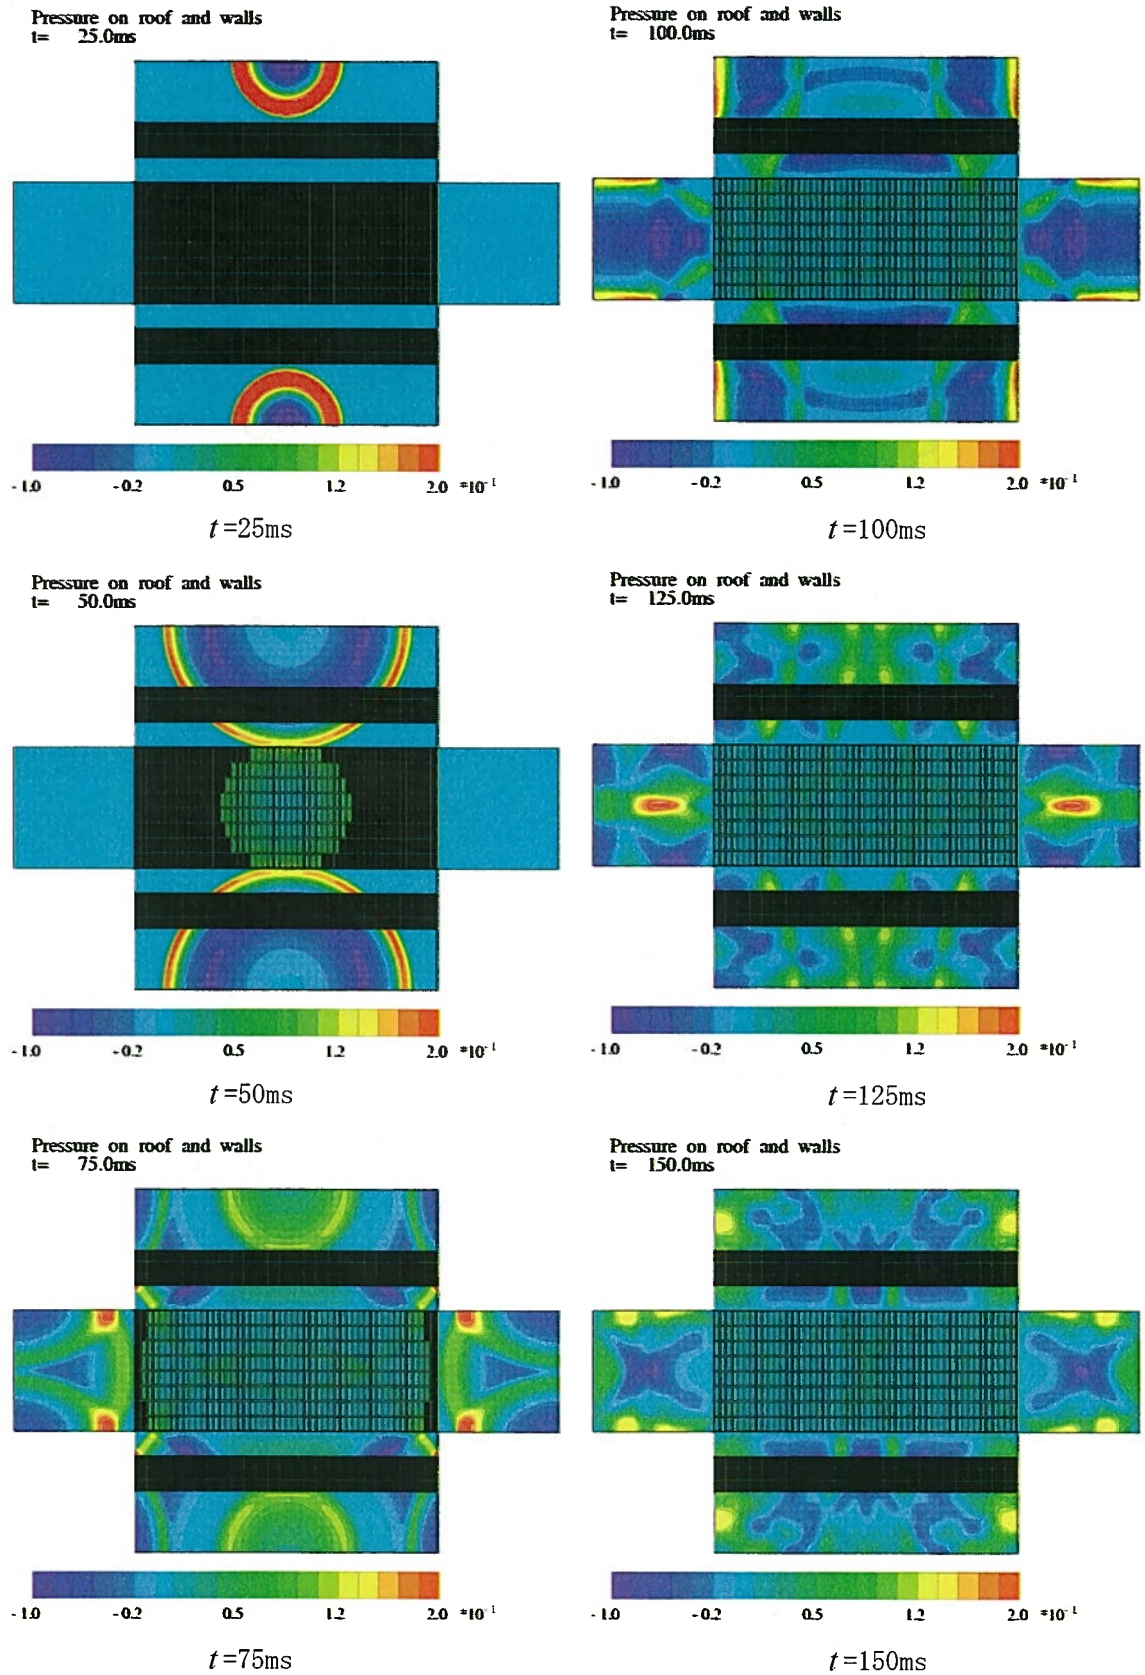 Pressure on roof and walls
t= 25.0ms
-1.0 -0.2 0.5 1.2 2.0 *10⁻¹
t=25ms
Pressure on roof and walls
t= 50.0ms
-1.0 -0.2 0.5 1.2 2.0 *10⁻¹
t=50ms
Pressure on roof and walls
t= 75.0ms
-1.0 -0.2 0.5 1.2 2.0 *10⁻¹
t=75ms
Pressure on roof and walls
t= 100.0ms
-1.0 -0.2 0.5 1.2 2.0 *10⁻¹
t=100ms
Pressure on roof and walls
t= 125.0ms
-1.0 -0.2 0.5 1.2 2.0 *10⁻¹
t=125ms
Pressure on roof and walls
t= 150.0ms
-1.0 -0.2 0.5 1.2 2.0 *10⁻¹
t=150ms